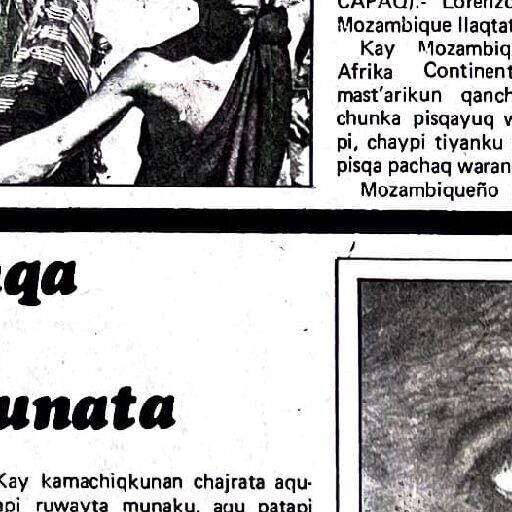 CAPAQ).- Lorenzo
Mozambique llaqtat
Kay Mozambiq
Afrika Continent
mast'arikun qanch
chunka pisqayuq w
pi, chaypi tiyanku
pisqa pachaq waran
Mozambiqueño
qa
unata
Kay kamachiqkunan chajrata aqu-
api ruwayta munaku, aqu patapi